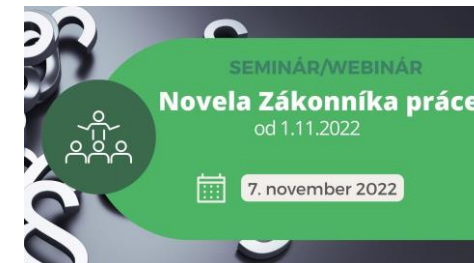 SEMINÁR/WEBINÁR
Novela Zákonníka práce
od 1.11.2022
7. november 2022